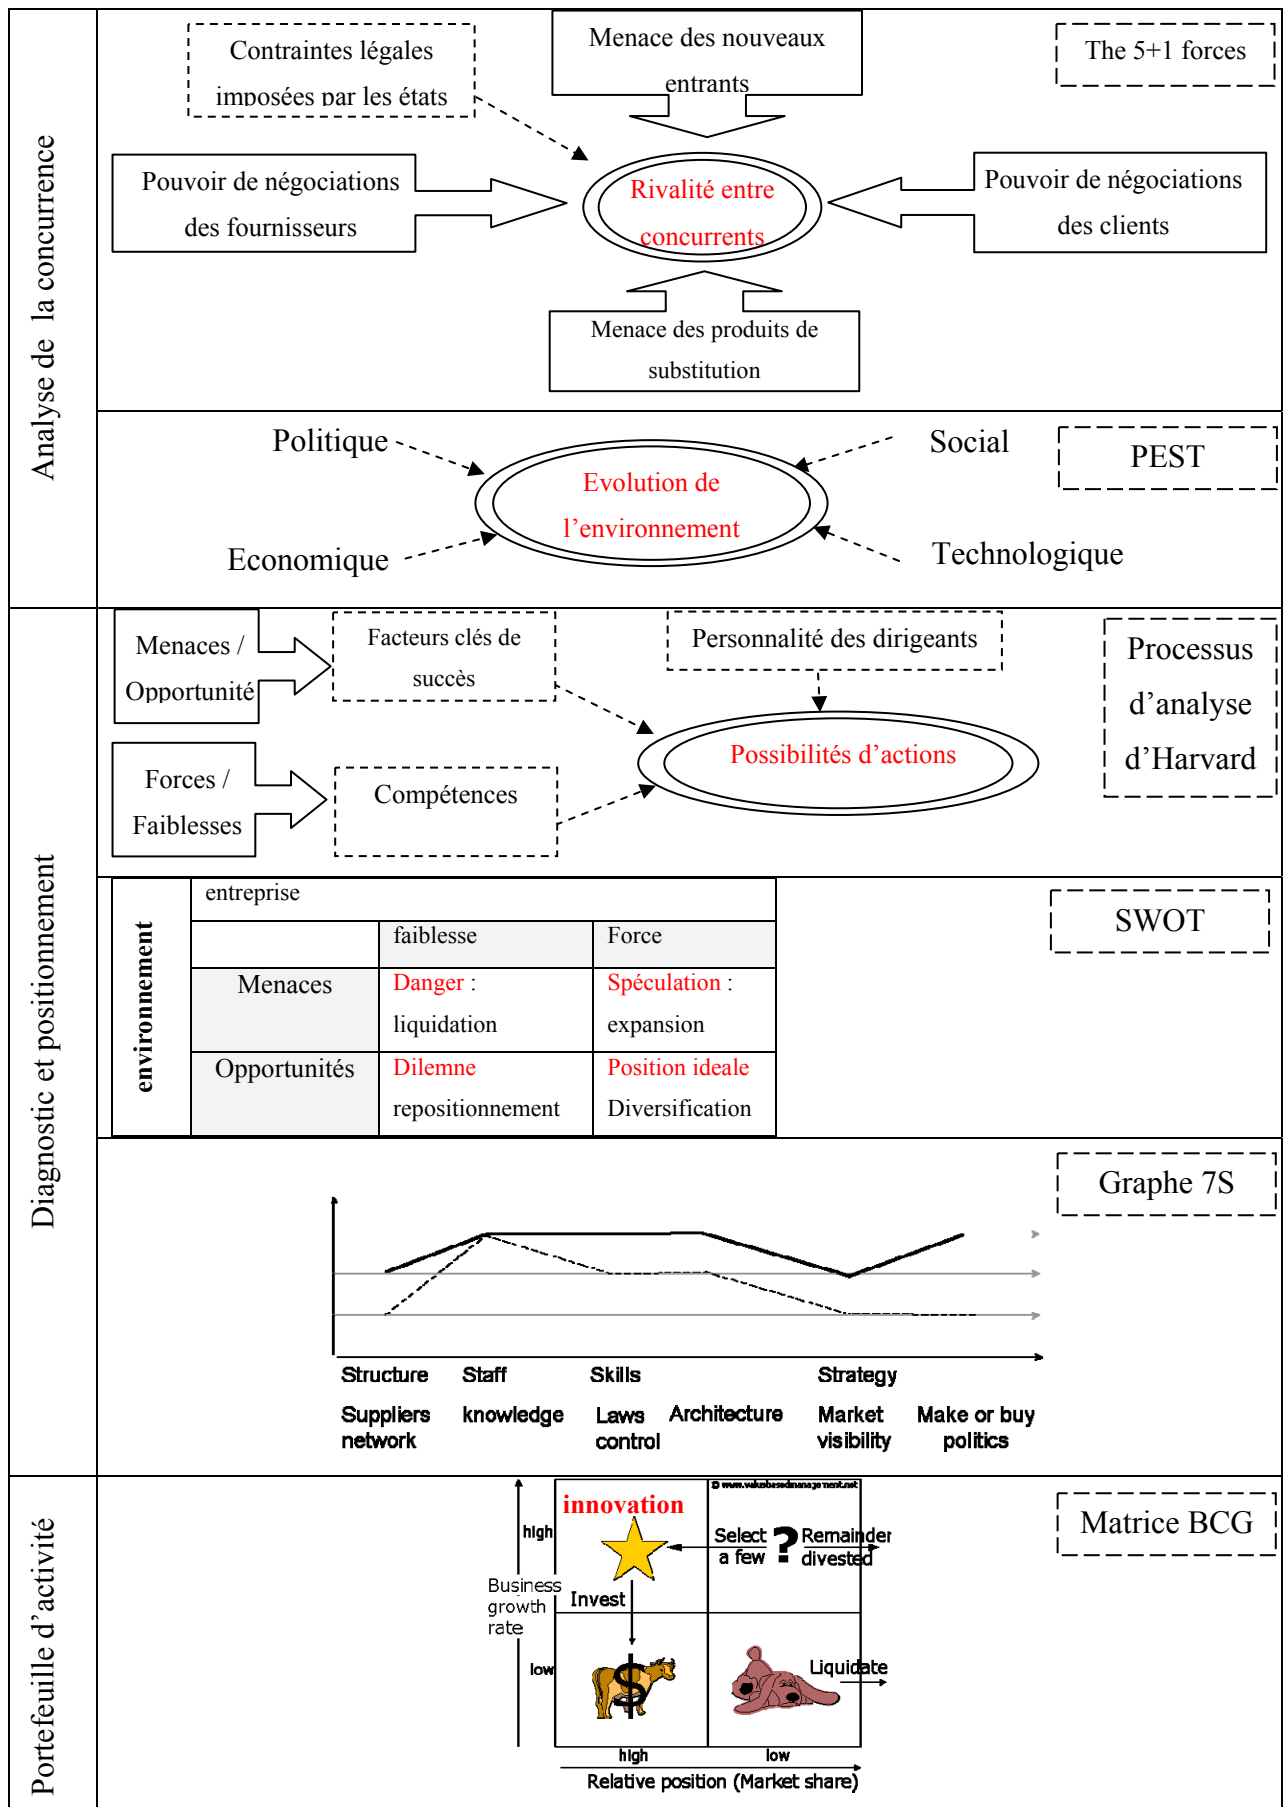 Analyse de la concurrence
Contraintes légales
imposées par les états
Menace des nouveaux
entrants
The 5+1 forces
Pouvoir de négociations
des fournisseurs
Rivalité entre
concurrents
Pouvoir de négociations
des clients
Menace des produits de
substitution
Politique
Social
PEST
Evolution de
l’environnement
Economique
Technologique
Diagnostic et positionnement
Menaces /
Opportunité
Facteurs clés de
succès
Personnalité des dirigeants
Processus
d’analyse
d’Harvard
Possibilités d’actions
Forces /
Faiblesses
Compétences
environnement
entreprise
SWOT
faiblesse
Force
Menaces
Danger :
liquidation
Spéculation :
expansion
Opportunités
Dilemne
repositionnement
Position ideale
Diversification
Graphe 7S
Structure
Staff
Skills
Strategy
Suppliers
network
knowledge
Laws
control
Architecture
Market
visibility
Make or buy
politics
Portefeuille d’activité
© www.valuebasedmanagement.net
innovation
Matrice BCG
high
Select
a few
?
Remainder
divested
Business
growth
rate
Invest
low
$
Liquidate
high
low
Relative position (Market share)